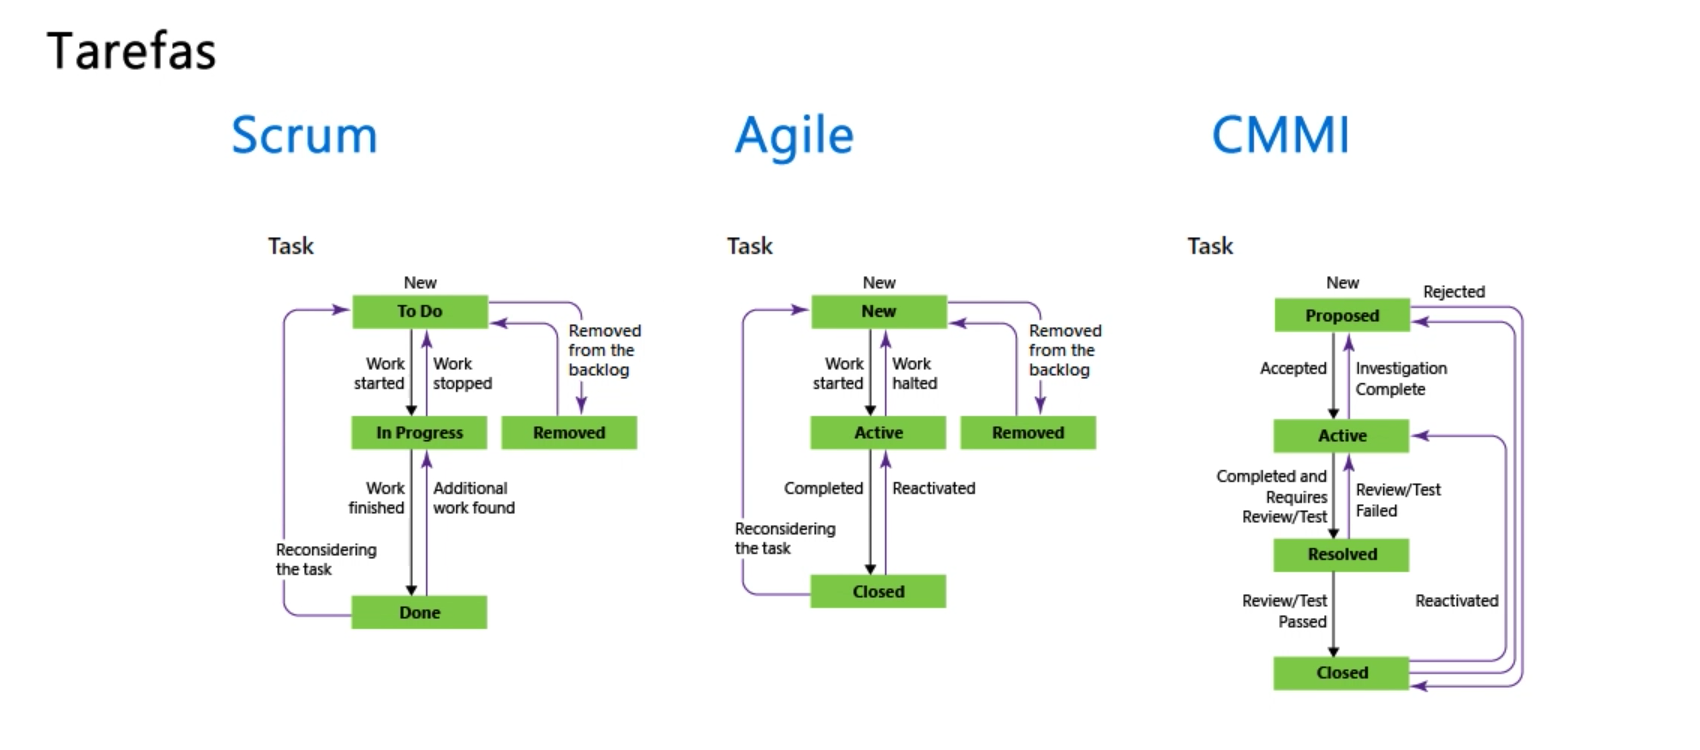 Tarefas
Scrum
Agile
CMMI
Task
New
To Do
Removed
from the
backlog
Work
started
Work
stopped
In Progress
Removed
Work
finished
Additional
work found
Reconsidering
the task
Done
Task
New
New
Removed
from the
backlog
Work
started
Work
halted
Active
Removed
Completed
Reactivated
Reconsidering
the task
Closed
Task
New
Rejected
Proposed
Accepted
Investigation
Complete
Active
Completed and
Requires
Review/Test
Review/Test
Failed
Resolved
Review/Test
Passed
Reactivated
Closed